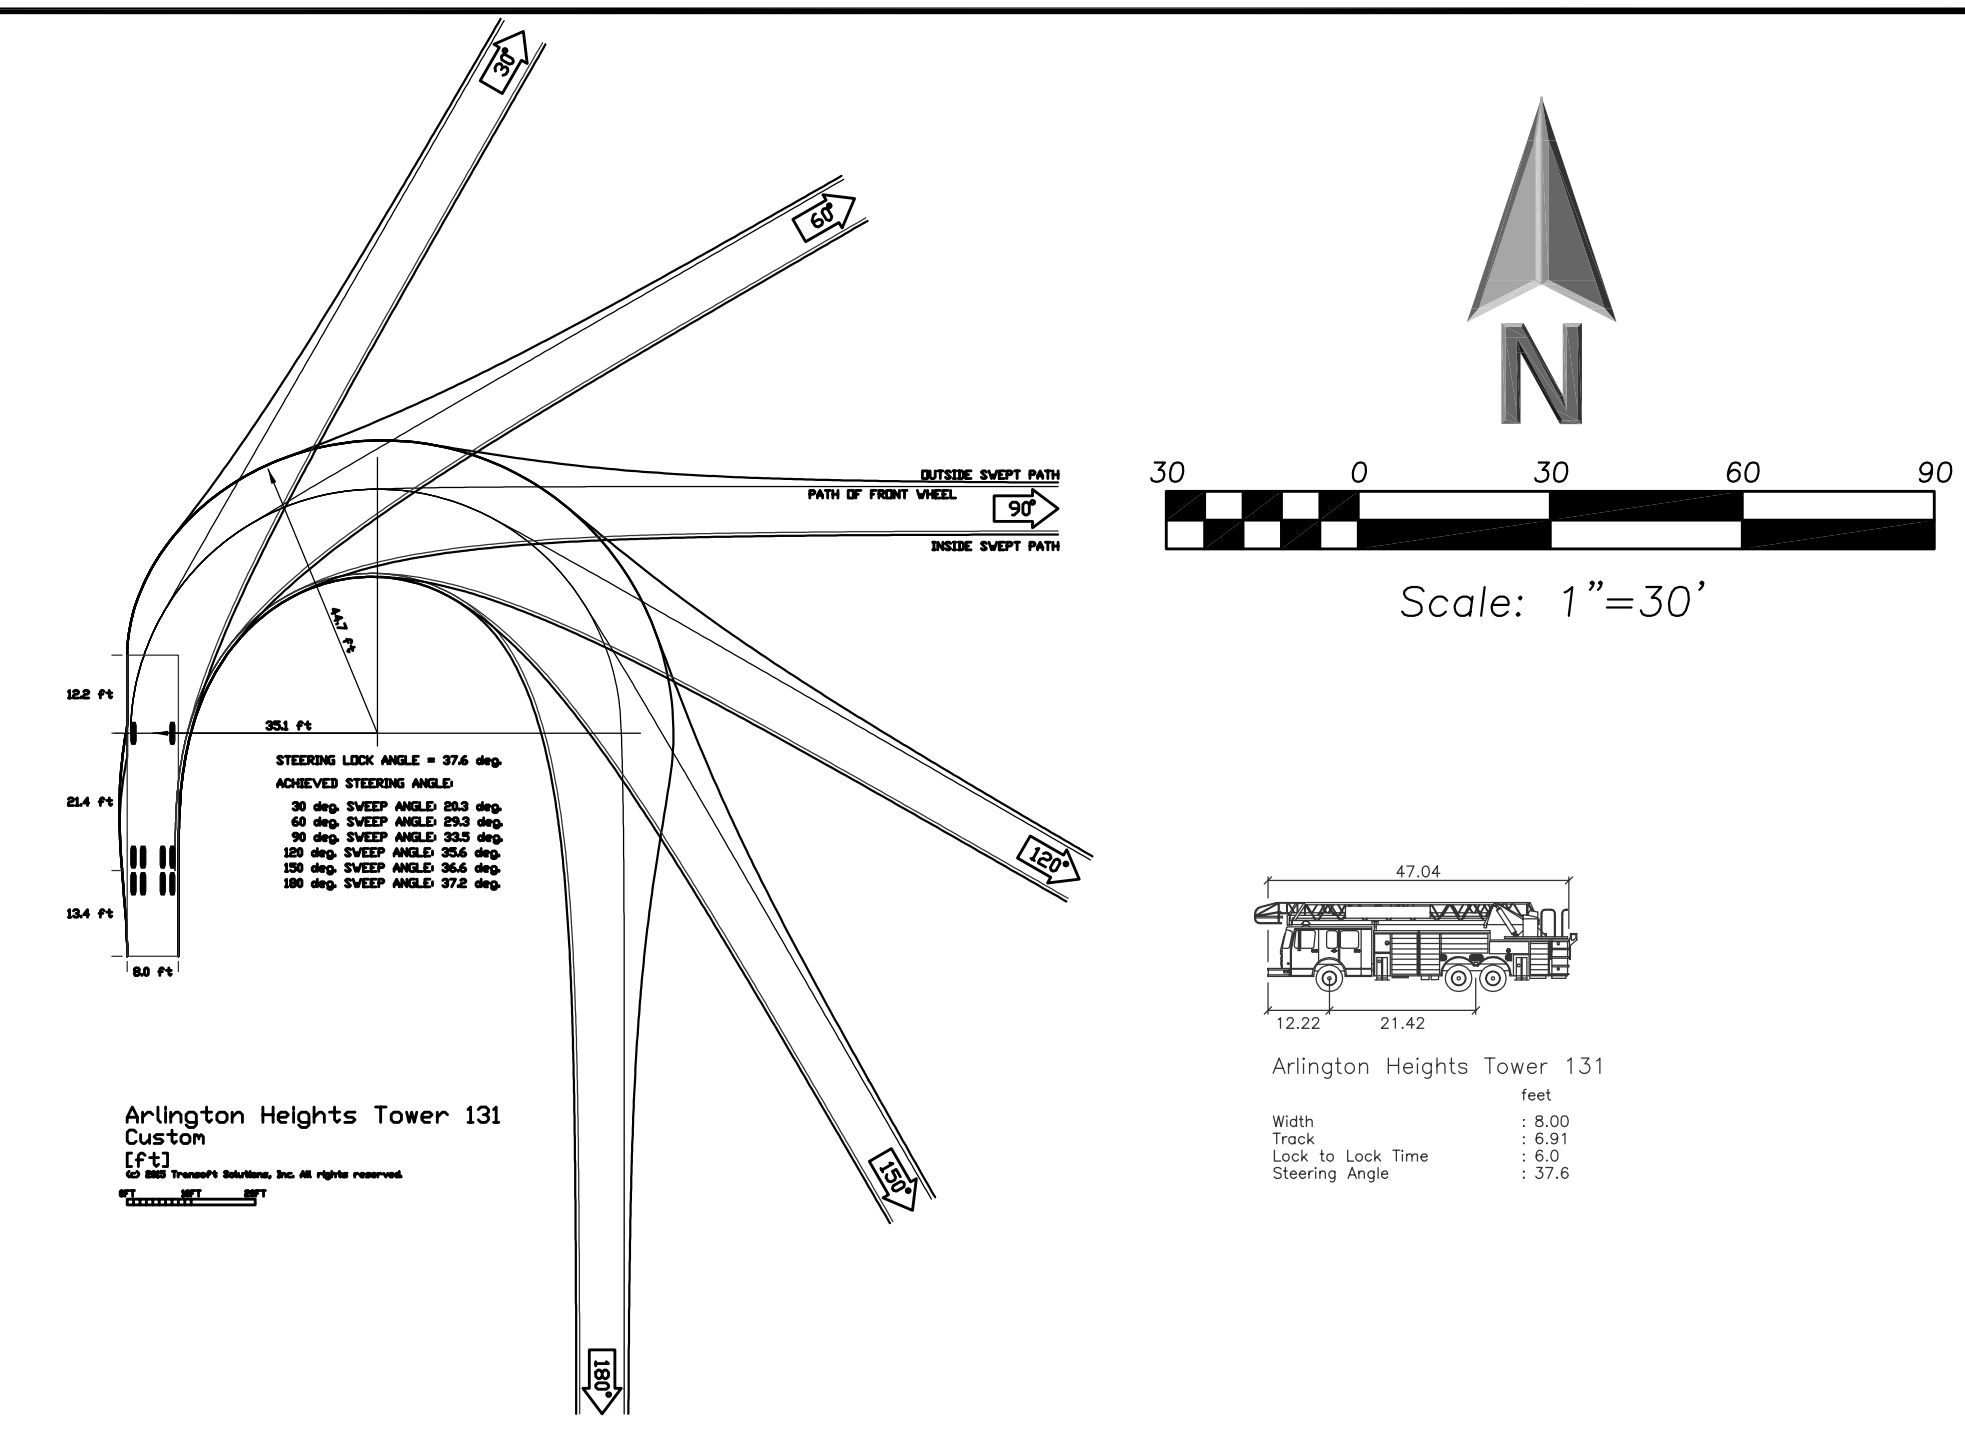 30°
60°
OUTSIDE SWEPT PATH
PATH OF FRONT WHEEL
90°
INSIDE SWEPT PATH
44.7 ft
12.2 ft
35.1 ft
STEERING LOCK ANGLE = 37.6 deg.
ACHIEVED STEERING ANGLE:
21.4 ft
30 deg. SWEEP ANGLE: 20.3 deg.
60 deg. SWEEP ANGLE: 29.3 deg.
90 deg. SWEEP ANGLE: 33.5 deg.
120 deg. SWEEP ANGLE: 35.6 deg.
150 deg. SWEEP ANGLE: 36.6 deg.
180 deg. SWEEP ANGLE: 37.2 deg.
120°
13.4 ft
8.0 ft
Arlington Heights Tower 131
Custom
[ft]
(c) 2015 Transoft Solutions, Inc. All rights reserved.
0FT 10FT 20FT
150°
180°
N
30 0 30 60 90
Scale: 1"=30'
47.04
12.22 21.42
Arlington Heights Tower 131
feet
Width : 8.00
Track : 6.91
Lock to Lock Time : 6.0
Steering Angle : 37.6